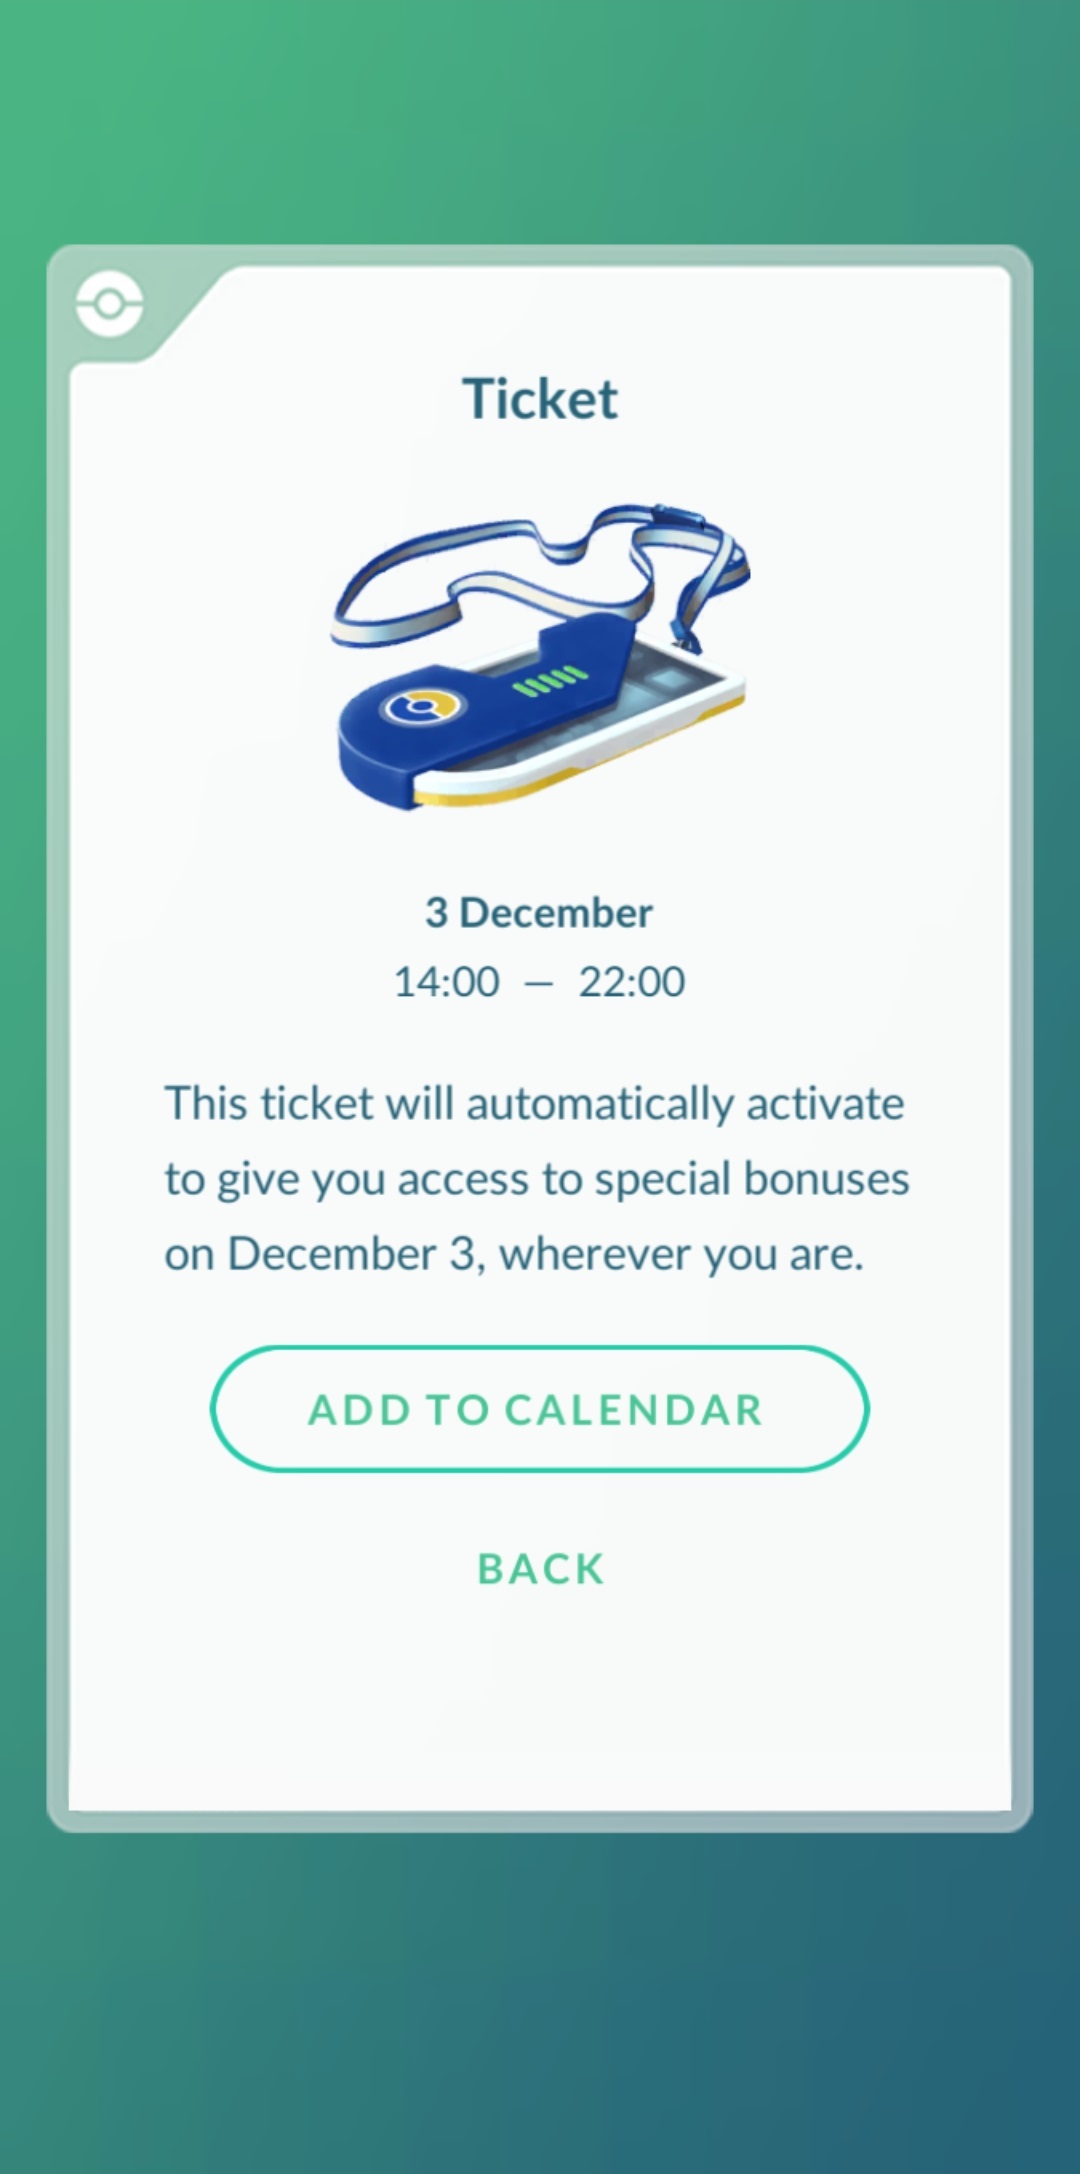 Ticket
3 December
14:00 — 22:00
This ticket will automatically activate
to give you access to special bonuses
on December 3, wherever you are.
ADD TO CALENDAR
BACK